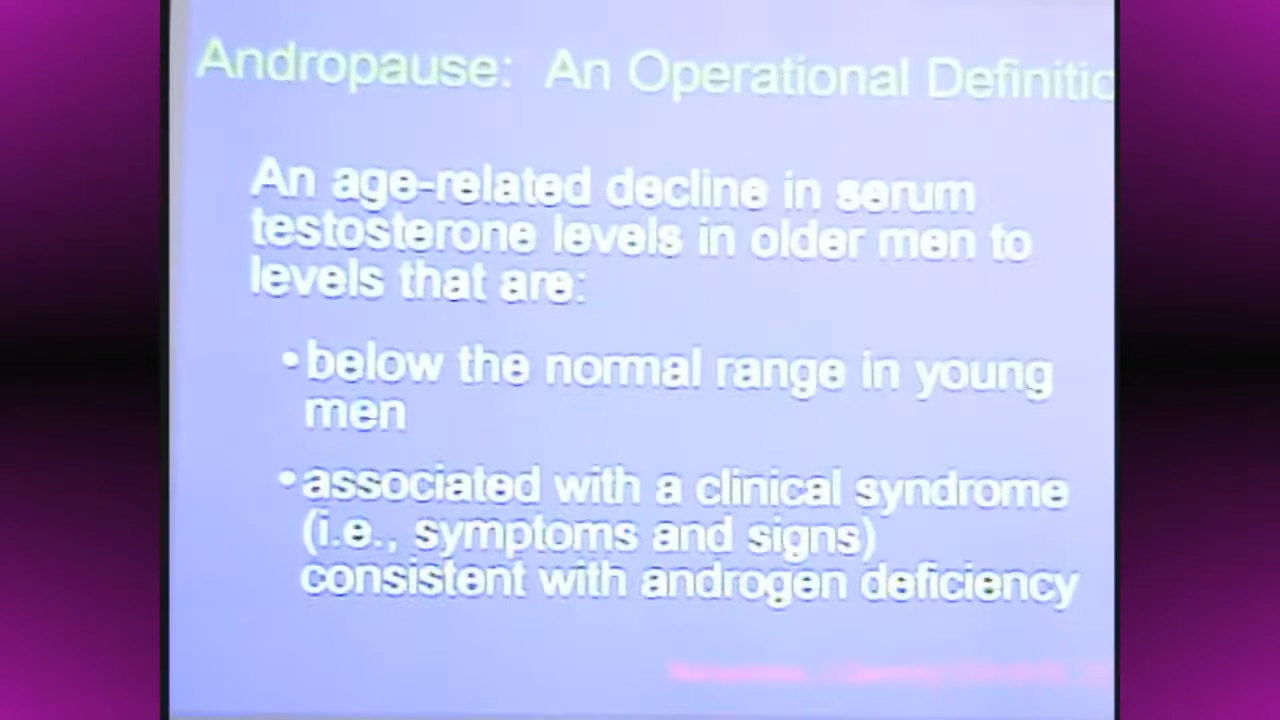 Andropause: An Operational Definitio
An age-related decline in serum
testosterone levels in older men to
levels that are:
• below the normal range in young
men
• associated with a clinical syndrome
(i.e., symptoms and signs)
consistent with androgen deficiency